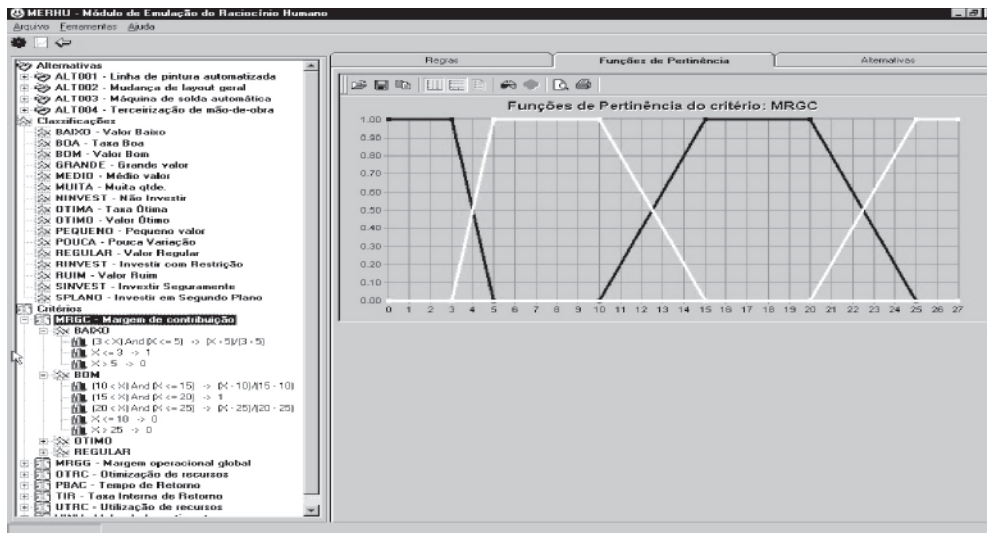 MERHU - Módulo de Emulação do Raciocínio Humano
Arquivo Ferramentas Ajuda
Alternativas
ALT001 - Linha de pintura automatizada
ALT002 - Mudança de layout geral
ALT003 - Máquina de solda automática
ALT004 - Terceirização de mão-de-obra
Classificações
BAIXO - Valor Baixo
BOA - Taxa Boa
BOM - Valor Bom
GRANDE - Grande valor
MEDIO - Médio valor
MUITA - Muita qtde.
NINVEST - Não Investir
OTIMA - Taxa Ótima
OTIMO - Valor Ótimo
PEQUENO - Pequeno valor
POUCA - Pouca Variação
REGULAR - Valor Regular
RINVEST - Investir com Restrição
RUIM - Valor Ruim
SINVEST - Investir Seguramente
SPLANO - Investir em Segundo Plano
Critérios
MRGC - Margem de contribuição
BAIXO
(3 < X) And (X <= 5) -> (X - 5)/(3 - 5)
X <= 3 -> 1
X > 5 -> 0
BOM
(10 < X) And (X <= 15) -> (X - 10)/(15 - 10)
(15 < X) And (X <= 20) -> 1
(20 < X) And (X <= 25) -> (X - 25)/(20 - 25)
X <= 10 -> 0
X > 25 -> 0
OTIMO
REGULAR
MRGG - Margem operacional global
OTRC - Otimização de recursos
PBAC - Tempo de Retorno
TIR - Taxa Interna de Retorno
UTRC - Utilização de recursos
Regras Funções de Pertinência Alternativas
Funções de Pertinência do critério: MRGC
1.00
0.90
0.80
0.70
0.60
0.50
0.40
0.30
0.20
0.10
0.00
0 1 2 3 4 5 6 7 8 9 10 11 12 13 14 15 16 17 18 19 20 21 22 23 24 25 26 27